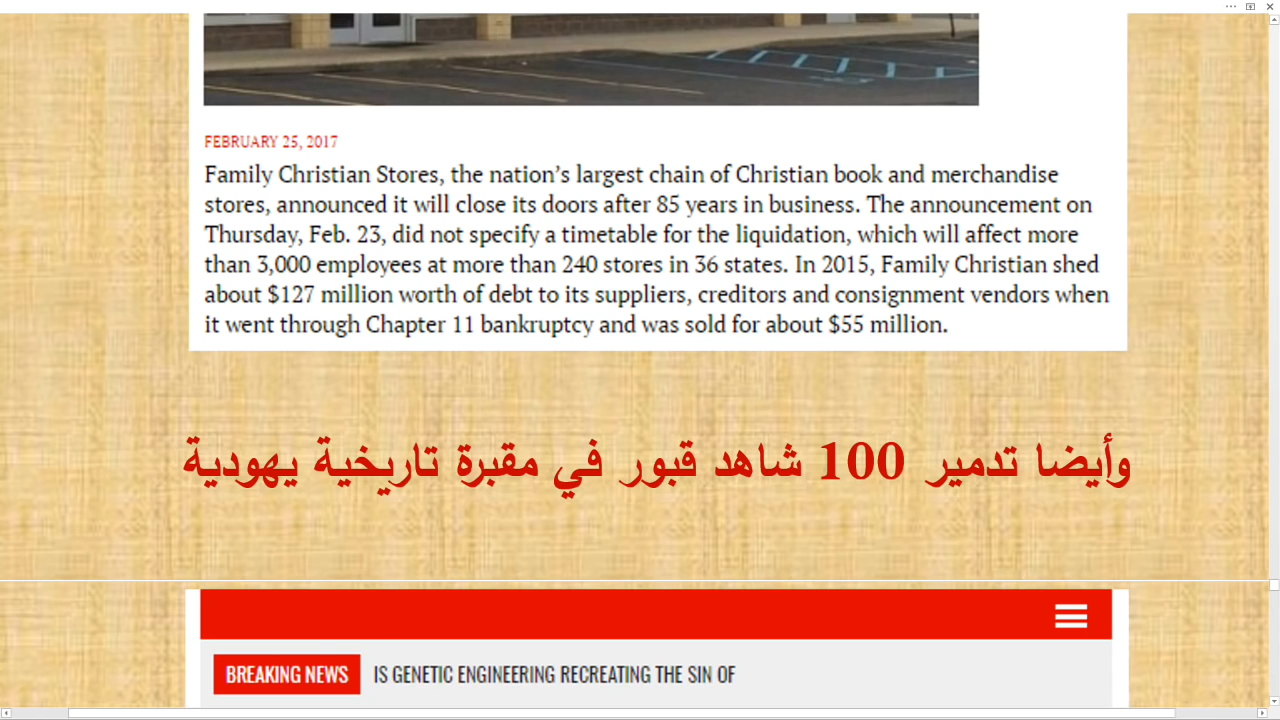 FEBRUARY 25, 2017
Family Christian Stores, the nation’s largest chain of Christian book and merchandise
stores, announced it will close its doors after 85 years in business. The announcement on
Thursday, Feb. 23, did not specify a timetable for the liquidation, which will affect more
than 3,000 employees at more than 240 stores in 36 states. In 2015, Family Christian shed
about $127 million worth of debt to its suppliers, creditors and consignment vendors when
it went through Chapter 11 bankruptcy and was sold for about $55 million.
وأيضا تدمير 100 شاهد قبور في مقبرة تاريخية يهودية
BREAKING NEWS IS GENETIC ENGINEERING RECREATING THE SIN OF